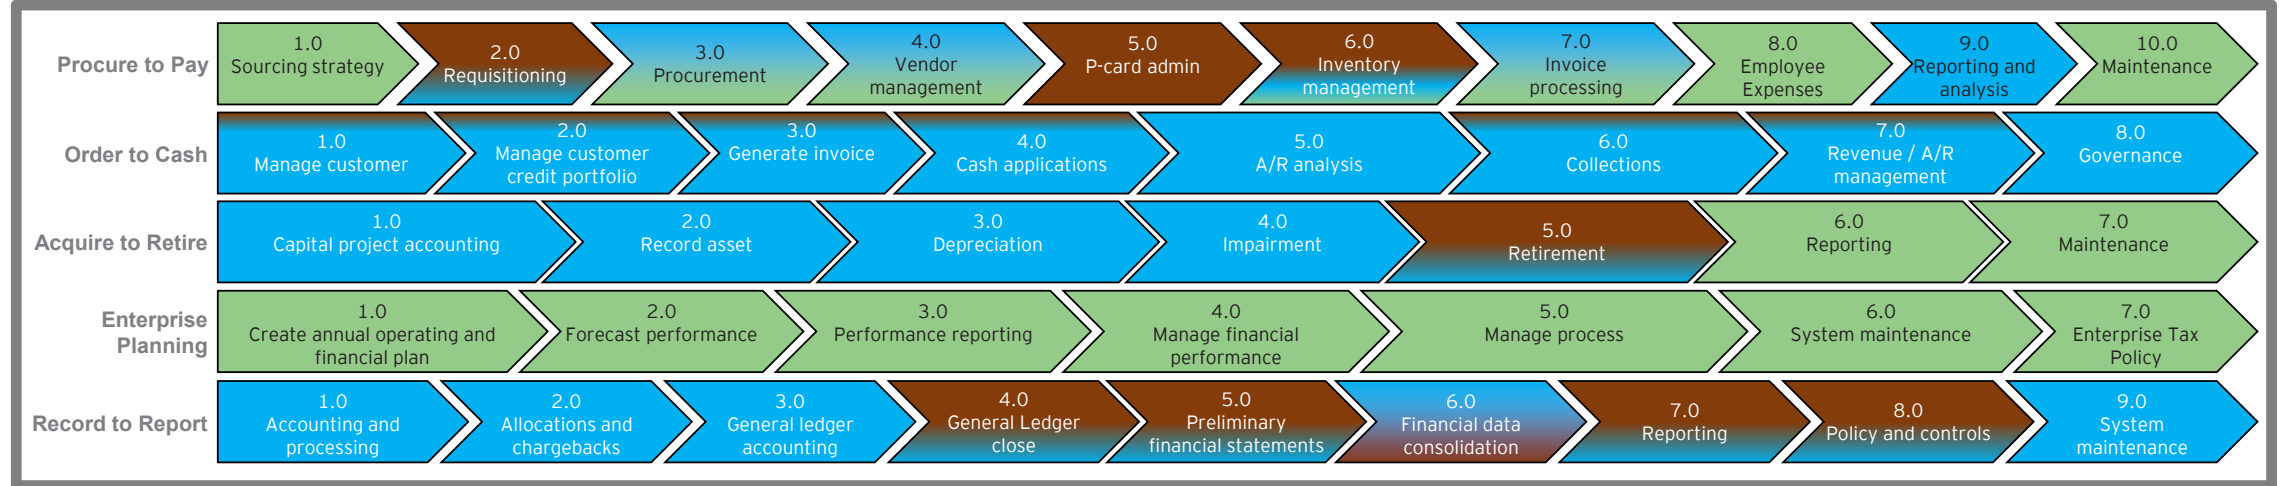 Procure to Pay
1.0
Sourcing strategy
2.0
Requisitioning
3.0
Procurement
4.0
Vendor
management
5.0
P-card admin
6.0
Inventory
management
7.0
Invoice
processing
8.0
Employee
Expenses
9.0
Reporting and
analysis
10.0
Maintenance
Order to Cash
1.0
Manage customer
2.0
Manage customer
credit portfolio
3.0
Generate invoice
4.0
Cash applications
5.0
A/R analysis
6.0
Collections
7.0
Revenue / A/R
management
8.0
Governance
Acquire to Retire
1.0
Capital project accounting
2.0
Record asset
3.0
Depreciation
4.0
Impairment
5.0
Retirement
6.0
Reporting
7.0
Maintenance
Enterprise
Planning
1.0
Create annual operating and
financial plan
2.0
Forecast performance
3.0
Performance reporting
4.0
Manage financial
performance
5.0
Manage process
6.0
System maintenance
7.0
Enterprise Tax
Policy
Record to Report
1.0
Accounting and
processing
2.0
Allocations and
chargebacks
3.0
General ledger
accounting
4.0
General Ledger
close
5.0
Preliminary
financial statements
6.0
Financial data
consolidation
7.0
Reporting
8.0
Policy and controls
9.0
System
maintenance